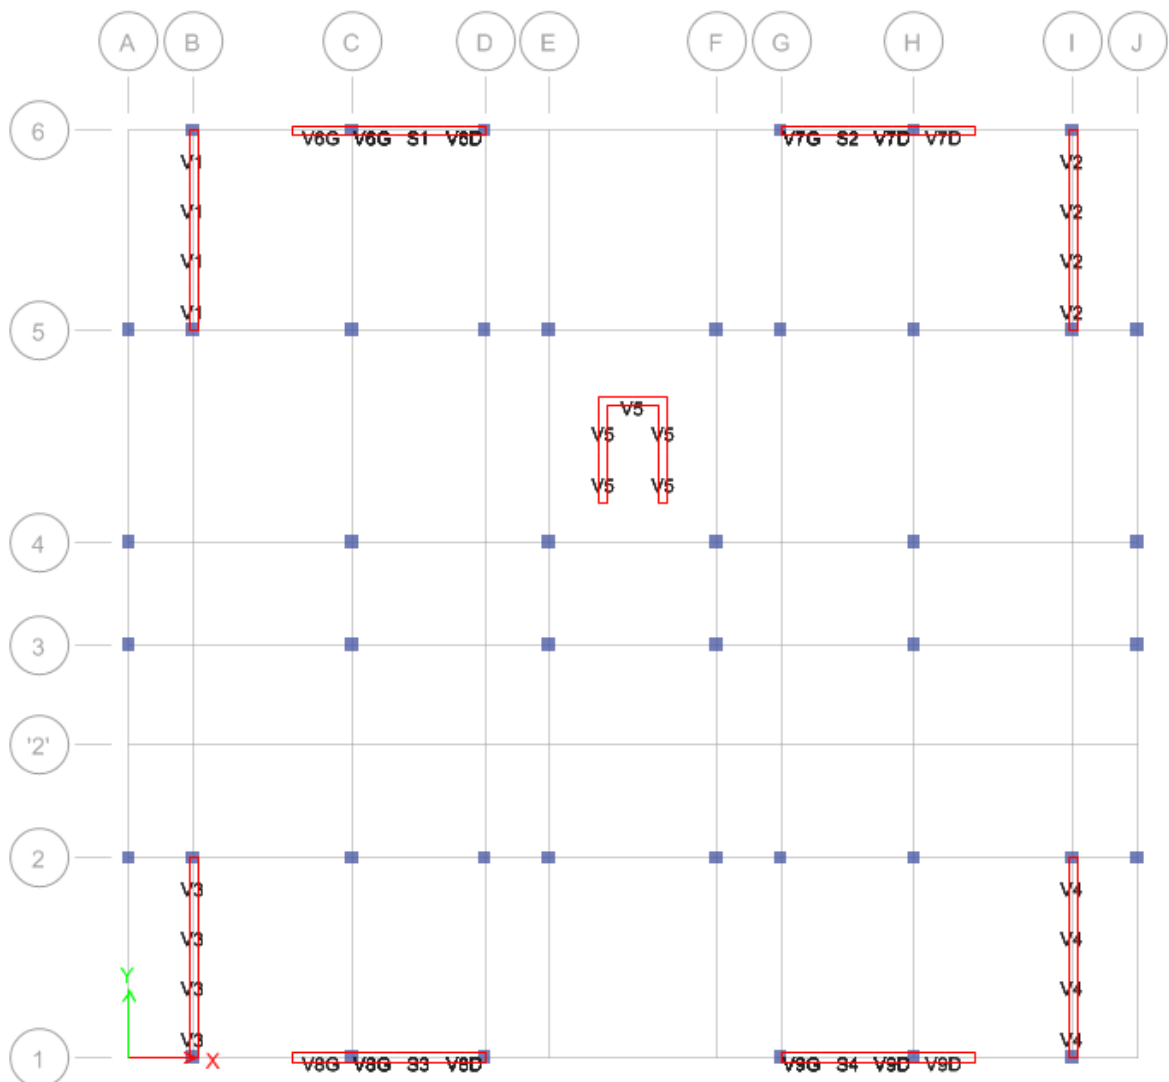 A B C D E F G H I J
6
V6G V6G S1 V6D V7G S2 V7D V7D
V1 V2
V1 V2
V1 V2
V1 V2
5
V5
V5 V5
V5 V5
4
3
'2'
2
V3 V4
V3 V4
Y
V3 V4
V3 V4
1 X V8G V8G S3 V8D V9G S4 V9D V9D